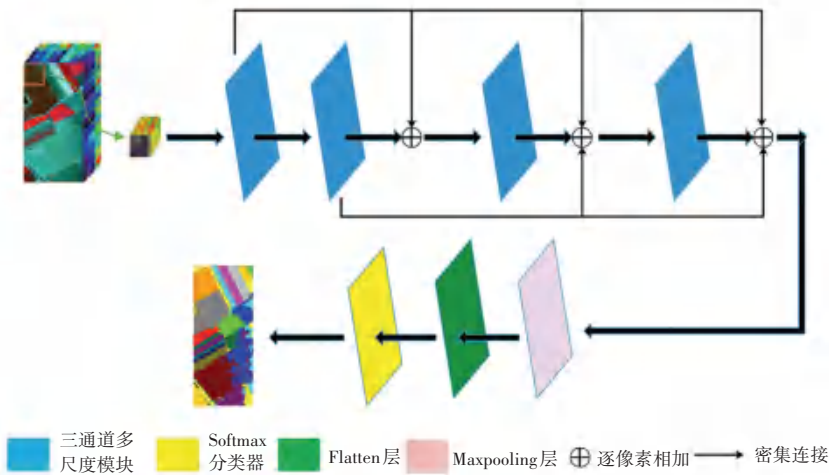 三通道多
尺度模块
Softmax
分类器
Flatten层
Maxpooling层
逐像素相加
密集连接